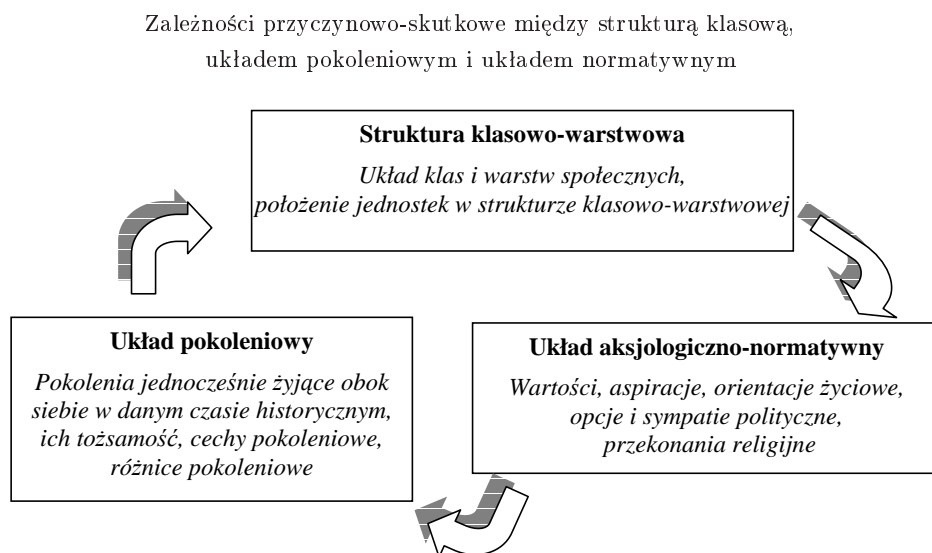 Zależności przyczynowo-skutkowe między strukturą klasową,
układem pokoleniowym i układem normatywnym
Struktura klasowo-warstwowa
Układ klas i warstw społecznych,
położenie jednostek w strukturze klasowo-warstwowej
Układ pokoleniowy
Pokolenia jednocześnie żyjące obok
siebie w danym czasie historycznym,
ich tożsamość, cechy pokoleniowe,
różnice pokoleniowe
Układ aksjologiczno-normatywny
Wartości, aspiracje, orientacje życiowe,
opcje i sympatie polityczne,
przekonania religijne